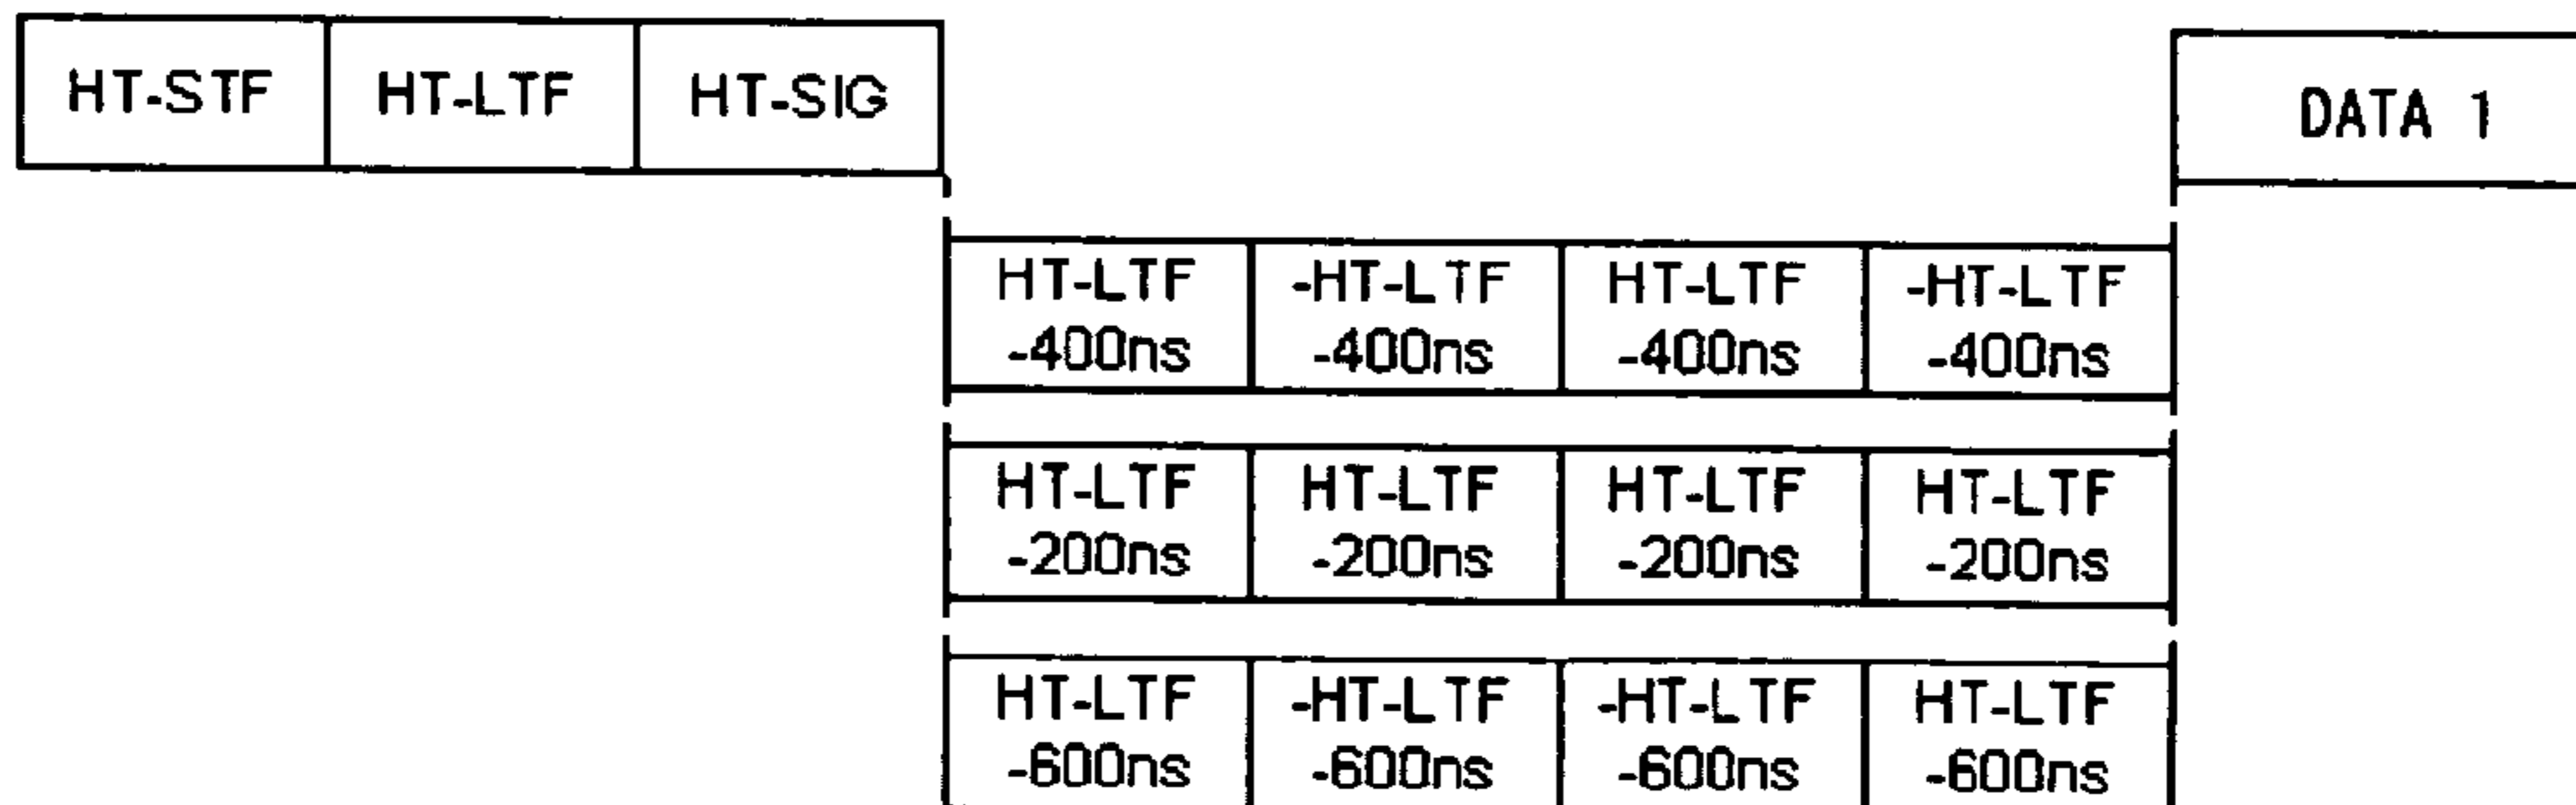 HT-STF HT-LTF HT-SIG DATA 1
HT-LTF -HT-LTF HT-LTF -HT-LTF
-400ns -400ns -400ns -400ns
HT-LTF HT-LTF HT-LTF HT-LTF
-200ns -200ns -200ns -200ns
HT-LTF -HT-LTF -HT-LTF HT-LTF
-600ns -600ns -600ns -600ns